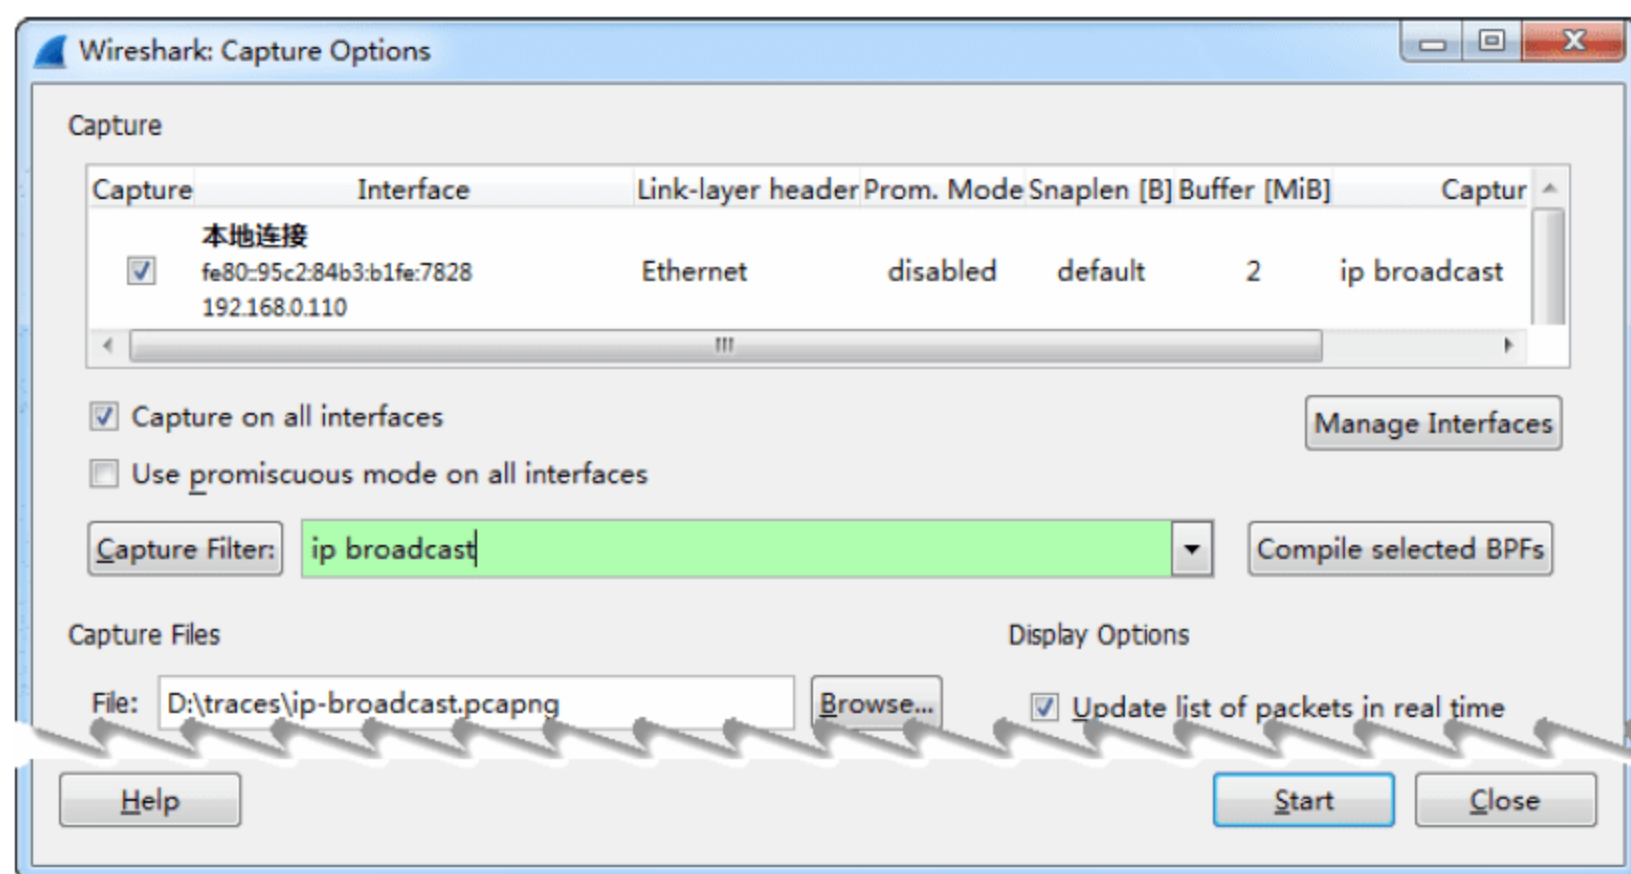 Wireshark: Capture Options
Capture
Capture Interface Link-layer header Prom. Mode Snaplen [B] Buffer [MiB] Captur
本地连接
fe80::95c2:84b3:b1fe:7828 Ethernet disabled default 2 ip broadcast
192.168.0.110
Capture on all interfaces
Manage Interfaces
Use promiscuous mode on all interfaces
Capture Filter: ip broadcast Compile selected BPFs
Capture Files Display Options
File: D:\traces\ip-broadcast.pcapng Browse... Update list of packets in real time
Help Start Close